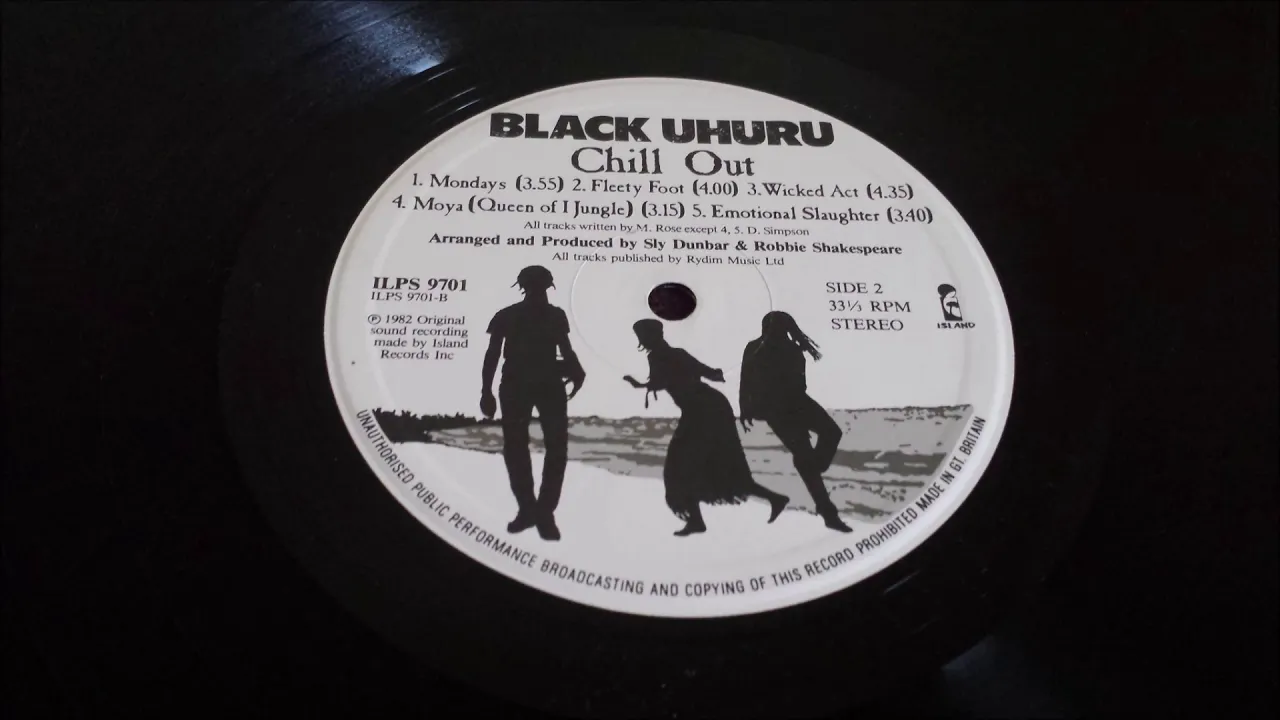 BLACK UHURU
Chill Out
1. Mondays (3.55) 2. Fleety Foot (4.00) 3.Wicked Act (4.35)
4. Moya (Queen of I Jungle) (3.15) 5. Emotional Slaughter (3.40)
All tracks written by M. Rose except 4, 5. D. Simpson
Arranged and Produced by Sly Dunbar & Robbie Shakespeare
All tracks published by Rydim Music Ltd
ILPS 9701
ILPS 9701-B
℗ 1982 Original
sound recording
made by Island
Records Inc
SIDE 2
33⅓ RPM
STEREO
ISLAND
UNAUTHORISED PUBLIC PERFORMANCE BROADCASTING AND COPYING OF THIS RECORD PROHIBITED MADE IN GT. BRITAIN